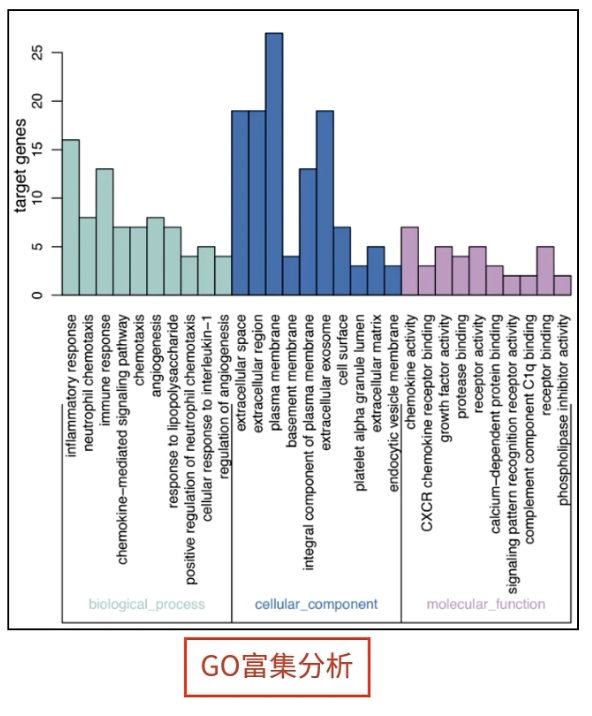 target genes
25
20
15
10
5
0
inflammatory response
neutrophil chemotaxis
immune response
chemokine−mediated signaling pathway
chemotaxis
angiogenesis
response to lipopolysaccharide
positive regulation of neutrophil chemotaxis
cellular response to interleukin−1
regulation of angiogenesis
extracellular space
extracellular region
plasma membrane
basement membrane
integral component of plasma membrane
extracellular exosome
cell surface
platelet alpha granule lumen
extracellular matrix
endocytic vesicle membrane
chemokine activity
CXCR chemokine receptor binding
growth factor activity
protease binding
receptor activity
calcium−dependent protein binding
signaling pattern recognition receptor activity
complement component C1q binding
receptor binding
phospholipase inhibitor activity
biological_process
cellular_component
molecular_function
GO富集分析